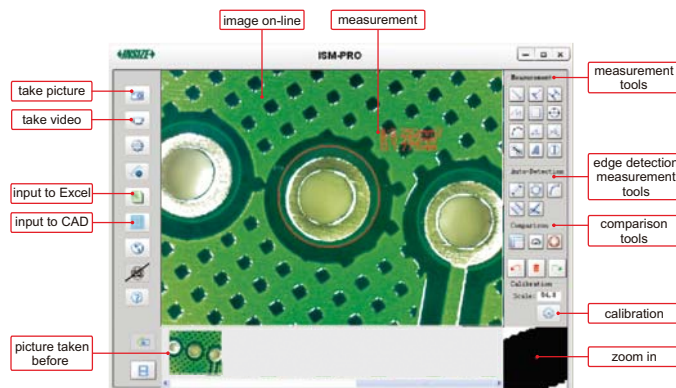 image on-line
measurement
INSIZE
ISM-PRO
Measurement
measurement
tools
take picture
take video
Auto-Detection
edge detection
measurement
tools
input to Excel
input to CAD
Comparison
comparison
tools
Calibration
Scale:
calibration
picture taken
before
zoom in